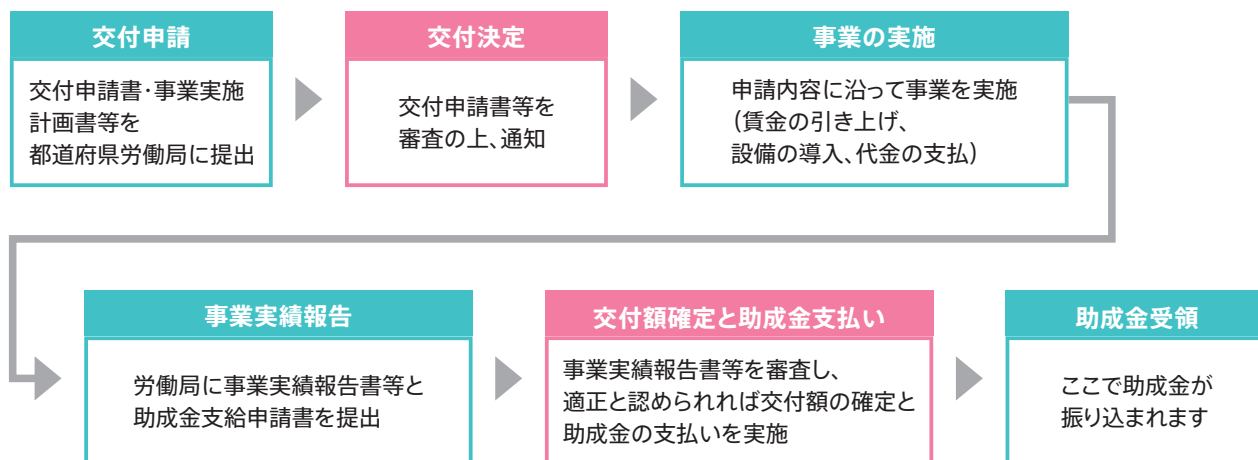 交付申請
交付申請書・事業実施
計画書等を
都道府県労働局に提出
交付決定
交付申請書等を
審査の上、通知
事業の実施
申請内容に沿って事業を実施
（賃金の引き上げ、
設備の導入、代金の支払）
事業実績報告
労働局に事業実績報告書等と
助成金支給申請書を提出
交付額確定と助成金支払い
事業実績報告書等を審査し、
適正と認められれば交付額の確定と
助成金の支払いを実施
助成金受領
ここで助成金が
振り込まれます